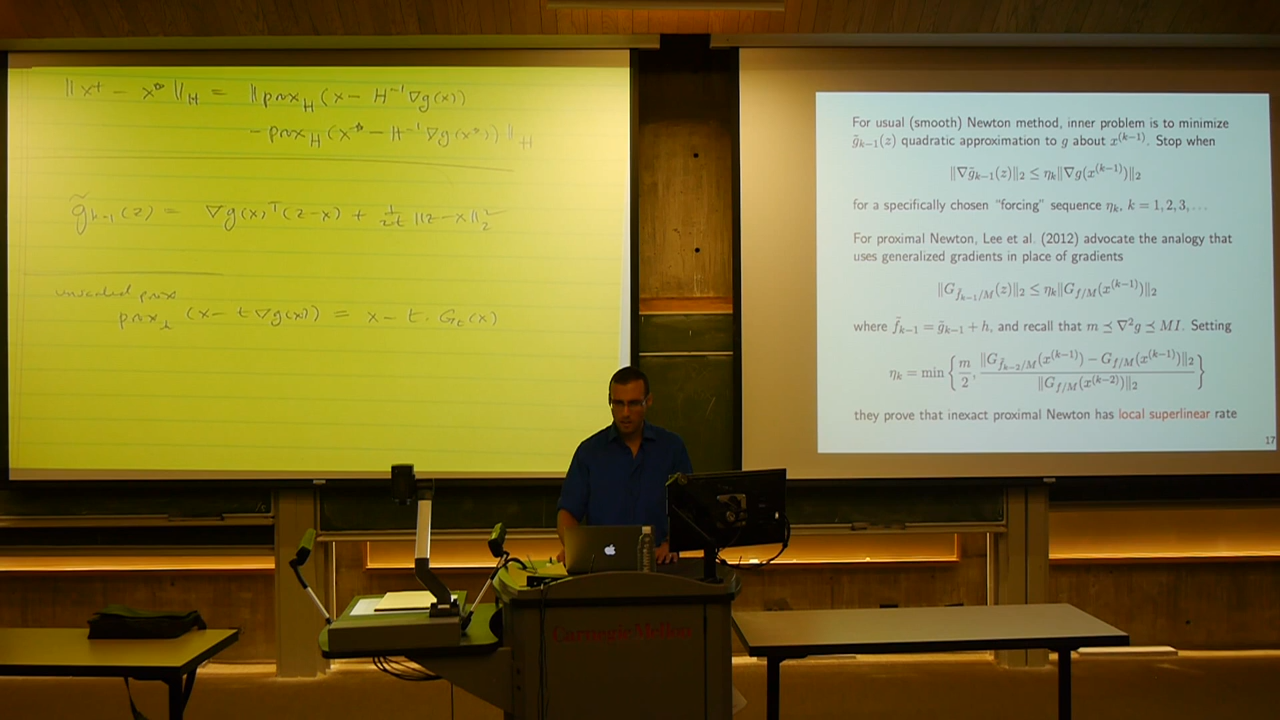 ‖x⁺ − x*‖_H = ‖prox_H(x − H⁻¹∇g(x))
− prox_H(x* − H⁻¹∇g(x*))‖_H
g̃_{k-1}(z) = ∇g(x)ᵀ(z−x) + 1/2t ‖z−x‖₂²
unscaled prox
prox_t (x − t∇g(x)) = x − t · G_t(x)
For usual (smooth) Newton method, inner problem is to minimize
g̃_{k−1}(z) quadratic approximation to g about x^{(k−1)}. Stop when
‖∇g̃_{k−1}(z)‖₂ ≤ η_k‖∇g(x^{(k−1)})‖₂
for a specifically chosen "forcing" sequence η_k, k = 1, 2, 3, . . .
For proximal Newton, Lee et al. (2012) advocate the analogy that
uses generalized gradients in place of gradients
‖G_{f̃_{k−1}/M}(z)‖₂ ≤ η_k‖G_{f/M}(x^{(k−1)})‖₂
where f̃_{k−1} = g̃_{k−1} + h, and recall that m ⪯ ∇²g ⪯ MI. Setting
η_k = min { m/2, ‖G_{f̃_{k−2}/M}(x^{(k−1)}) − G_{f/M}(x^{(k−1)})‖₂ / ‖G_{f/M}(x^{(k−2)})‖₂ }
they prove that inexact proximal Newton has local superlinear rate
17
Carnegie Mellon